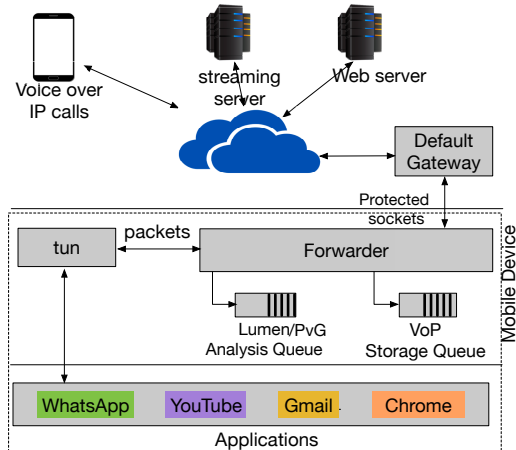 Voice over
IP calls
streaming
server
Web server
Default
Gateway
Protected
sockets
packets
tun
Forwarder
Mobile Device
Lumen/PvG
Analysis Queue
VoP
Storage Queue
WhatsApp
YouTube
Gmail
Chrome
Applications